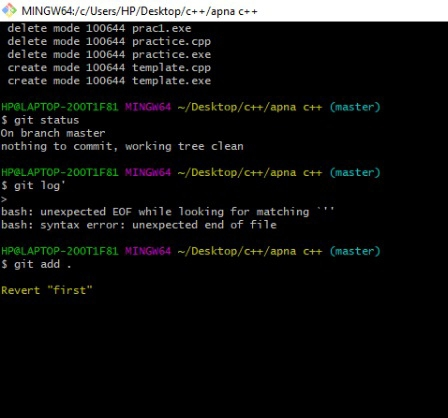 MINGW64:/c/Users/HP/Desktop/c++/apna c++
delete mode 100644 prac1.exe
delete mode 100644 practice.cpp
delete mode 100644 practice.exe
create mode 100644 template.cpp
create mode 100644 template.exe
HP@LAPTOP-200T1F81 MINGW64 ~/Desktop/c++/apna c++ (master)
$ git status
On branch master
nothing to commit, working tree clean
HP@LAPTOP-200T1F81 MINGW64 ~/Desktop/c++/apna c++ (master)
$ git log'
>
bash: unexpected EOF while looking for matching `''
bash: syntax error: unexpected end of file
HP@LAPTOP-200T1F81 MINGW64 ~/Desktop/c++/apna c++ (master)
$ git add .
Revert "first"